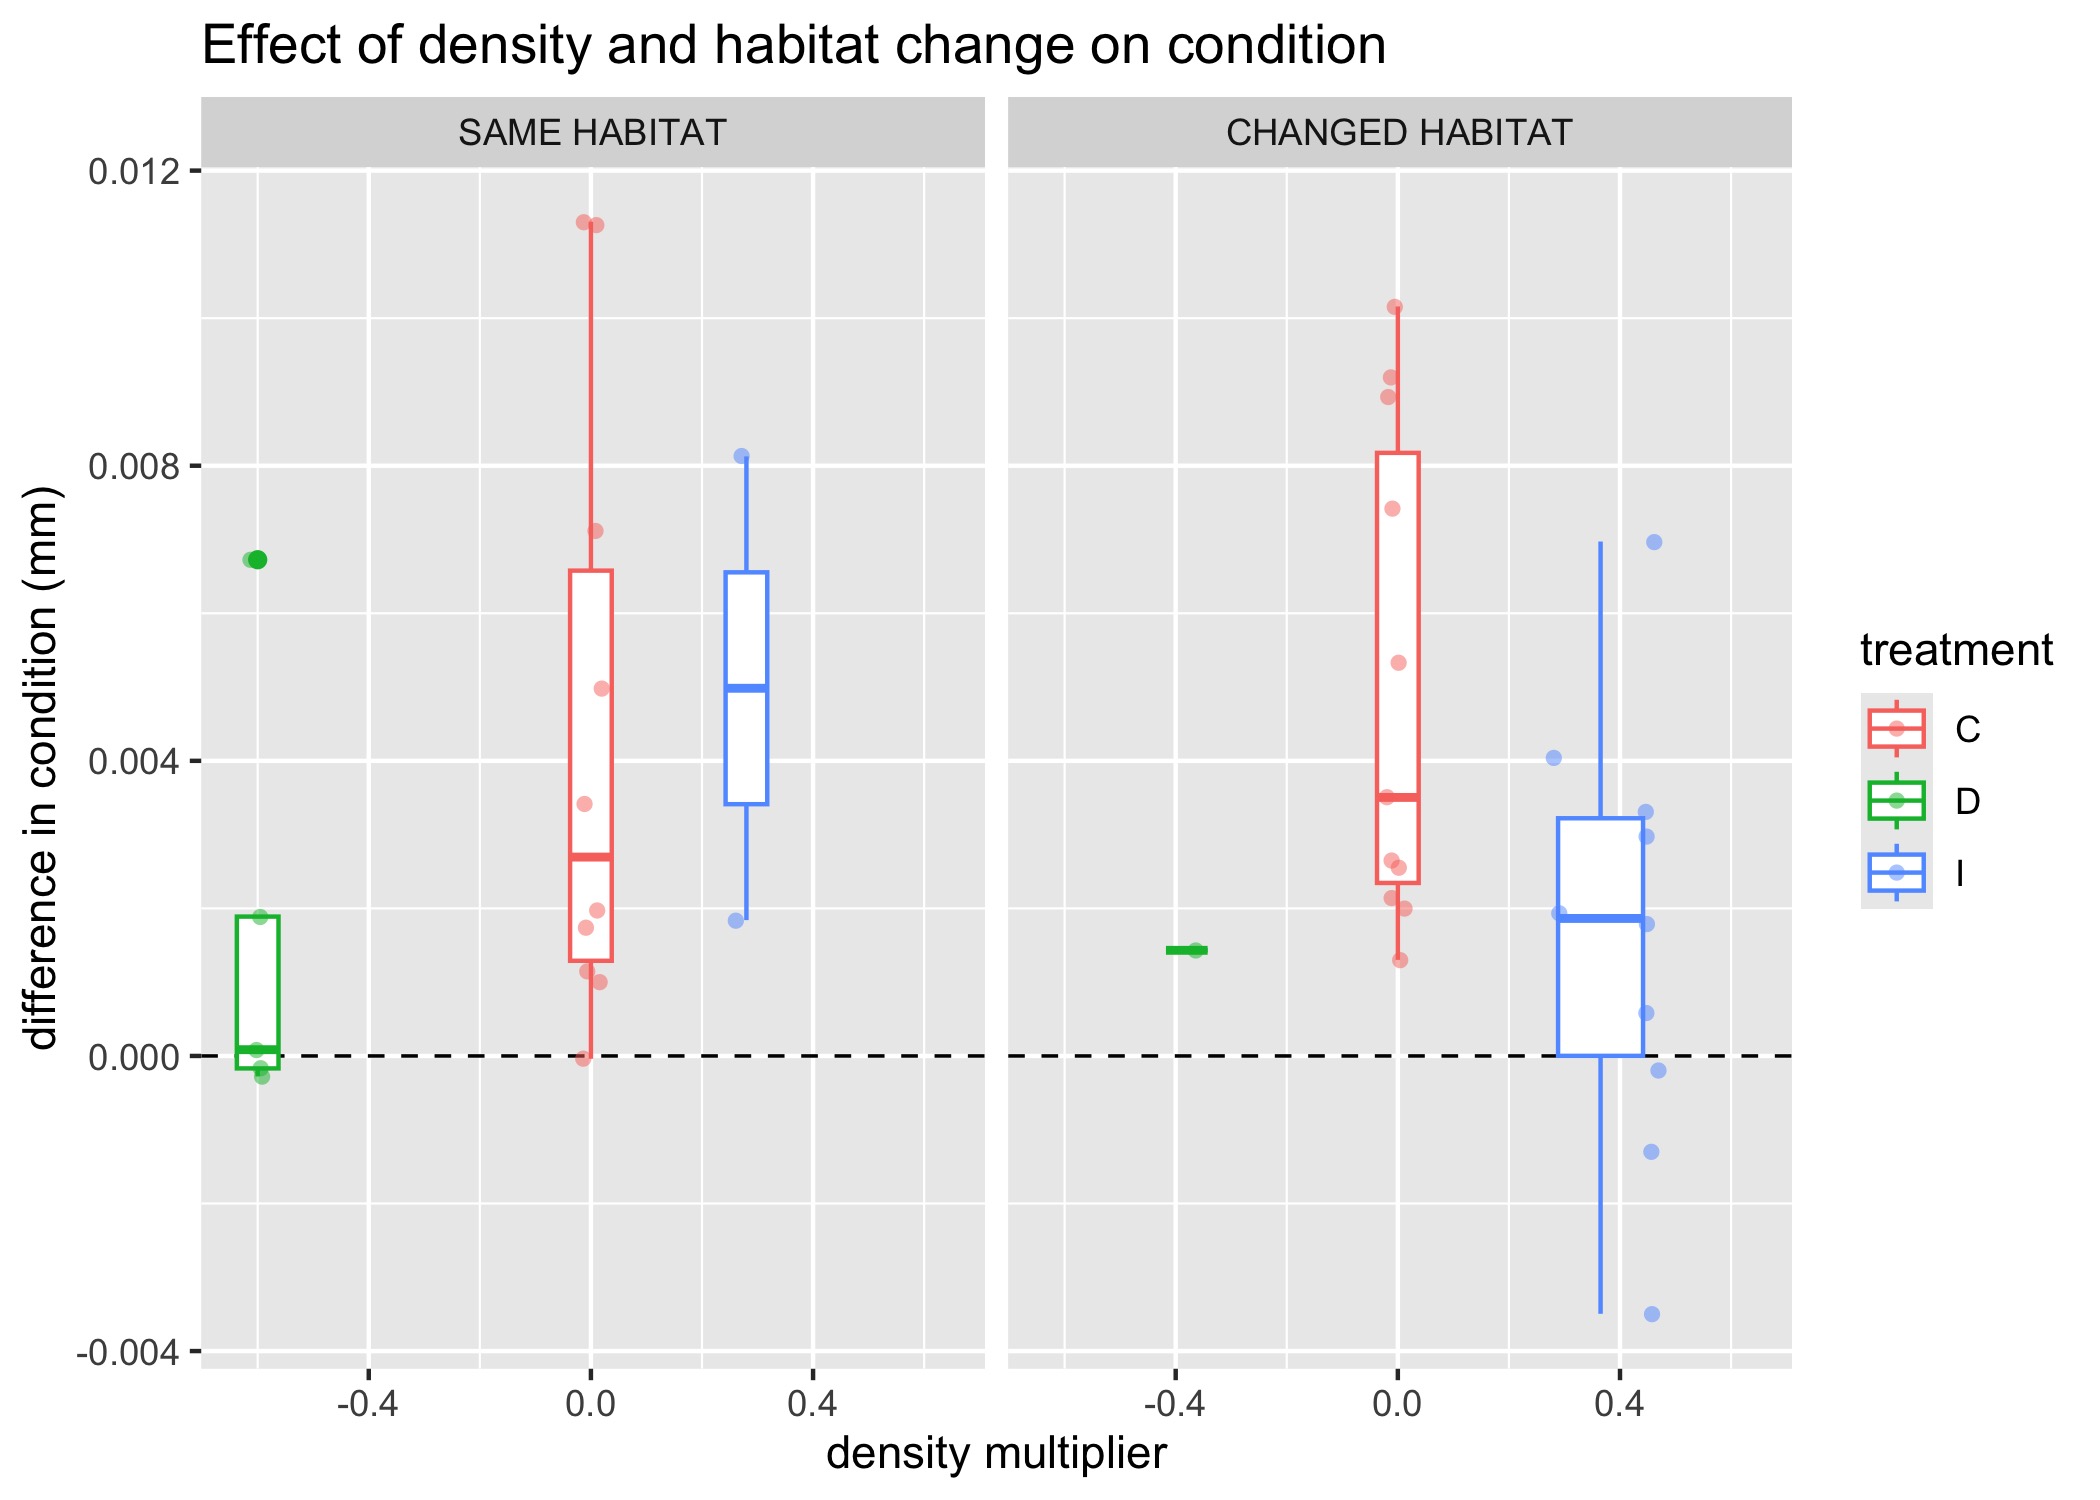 Effect of density and habitat change on condition
SAME HABITAT
CHANGED HABITAT
0.012
0.008
0.004
0.000
-0.004
difference in condition (mm)
-0.4
0.0
0.4
-0.4
0.0
0.4
density multiplier
treatment
C
D
I